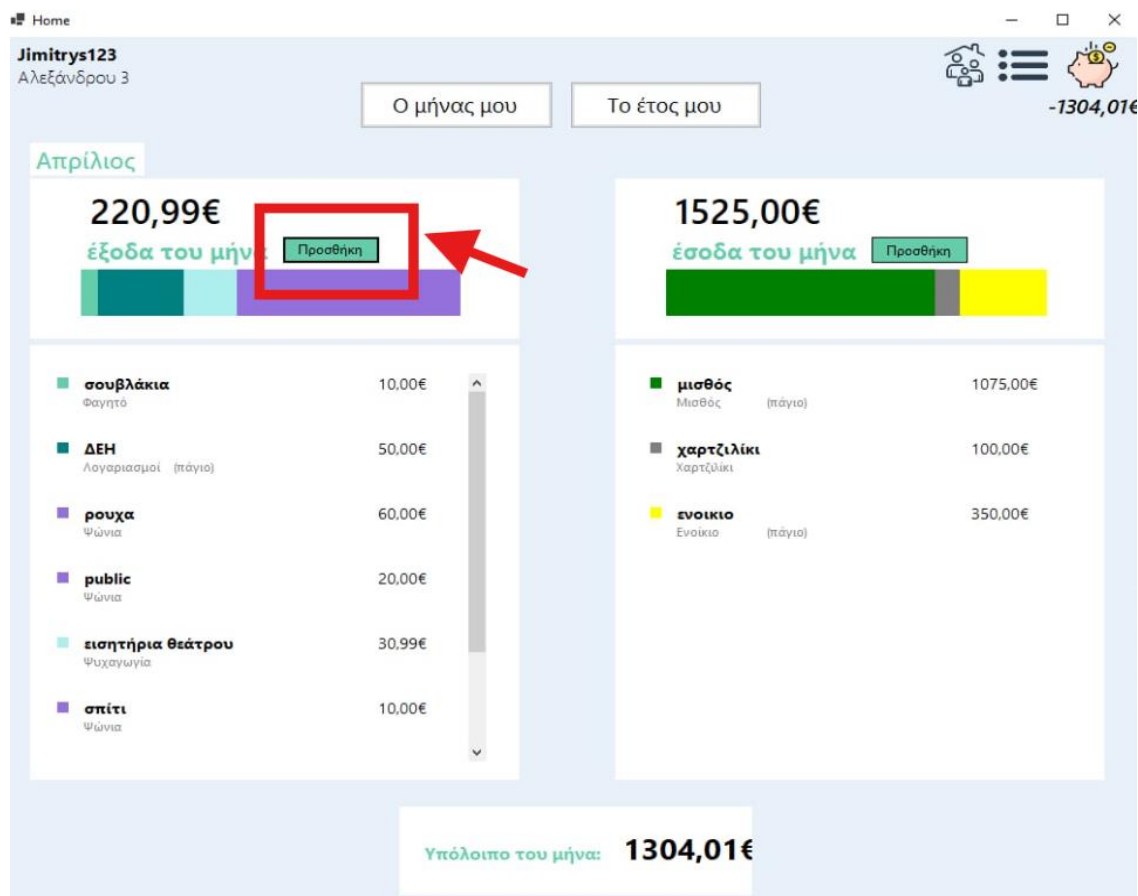 Home
Jimitrys123
Αλεξάνδρου 3
Ο μήνας μου
Το έτος μου
-1304,01€
Απρίλιος
220,99€
έξοδα του μήνα
Προσθήκη
σουβλάκια 10,00€
Φαγητό
ΔΕΗ 50,00€
Λογαριασμοί (πάγιο)
ρουχα 60,00€
Ψώνια
public 20,00€
Ψώνια
εισητήρια θεάτρου 30,99€
Ψυχαγωγία
σπίτι 10,00€
Ψώνια
1525,00€
έσοδα του μήνα
Προσθήκη
μισθός 1075,00€
Μισθός (πάγιο)
χαρτζιλίκι 100,00€
Χαρτζιλίκι
ενοικιο 350,00€
Ενοίκιο (πάγιο)
Υπόλοιπο του μήνα: 1304,01€